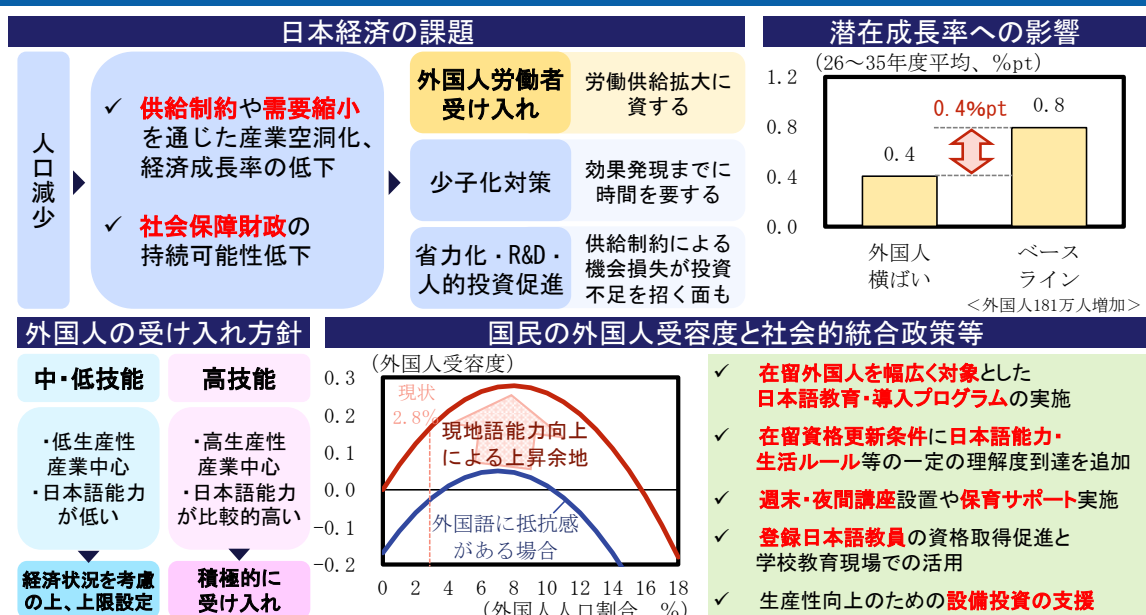 日本経済の課題
人口減少
✓ 供給制約や需要縮小
を通じた産業空洞化、
経済成長率の低下
✓ 社会保障財政の
持続可能性低下
外国人労働者
受け入れ
労働供給拡大に
資する
少子化対策
効果発現までに
時間を要する
省力化・R&D・
人的投資促進
供給制約による
機会損失が投資
不足を招く面も
潜在成長率への影響
(26～35年度平均、%pt)
1.2
0.8
0.4
0.0
0.4
0.4%pt
0.8
外国人
横ばい
ベース
ライン
＜外国人181万人増加＞
外国人の受け入れ方針
中・低技能
高技能
・低生産性
産業中心
・日本語能力
が低い
・高生産性
産業中心
・日本語能力
が比較的高い
経済状況を考慮
の上、上限設定
積極的に
受け入れ
国民の外国人受容度と社会的統合政策等
(外国人受容度)
0.3
0.2
0.1
0.0
-0.1
-0.2
現状
2.8%
現地語能力向上
による上昇余地
外国語に抵抗感
がある場合
0 2 4 6 8 10 12 14 16 18
(外国人人口割合、%)
✓ 在留外国人を幅広く対象とした
日本語教育・導入プログラムの実施
✓ 在留資格更新条件に日本語能力・
生活ルール等の一定の理解度到達を追加
✓ 週末・夜間講座設置や保育サポート実施
✓ 登録日本語教員の資格取得促進と
学校教育現場での活用
✓ 生産性向上のための設備投資の支援